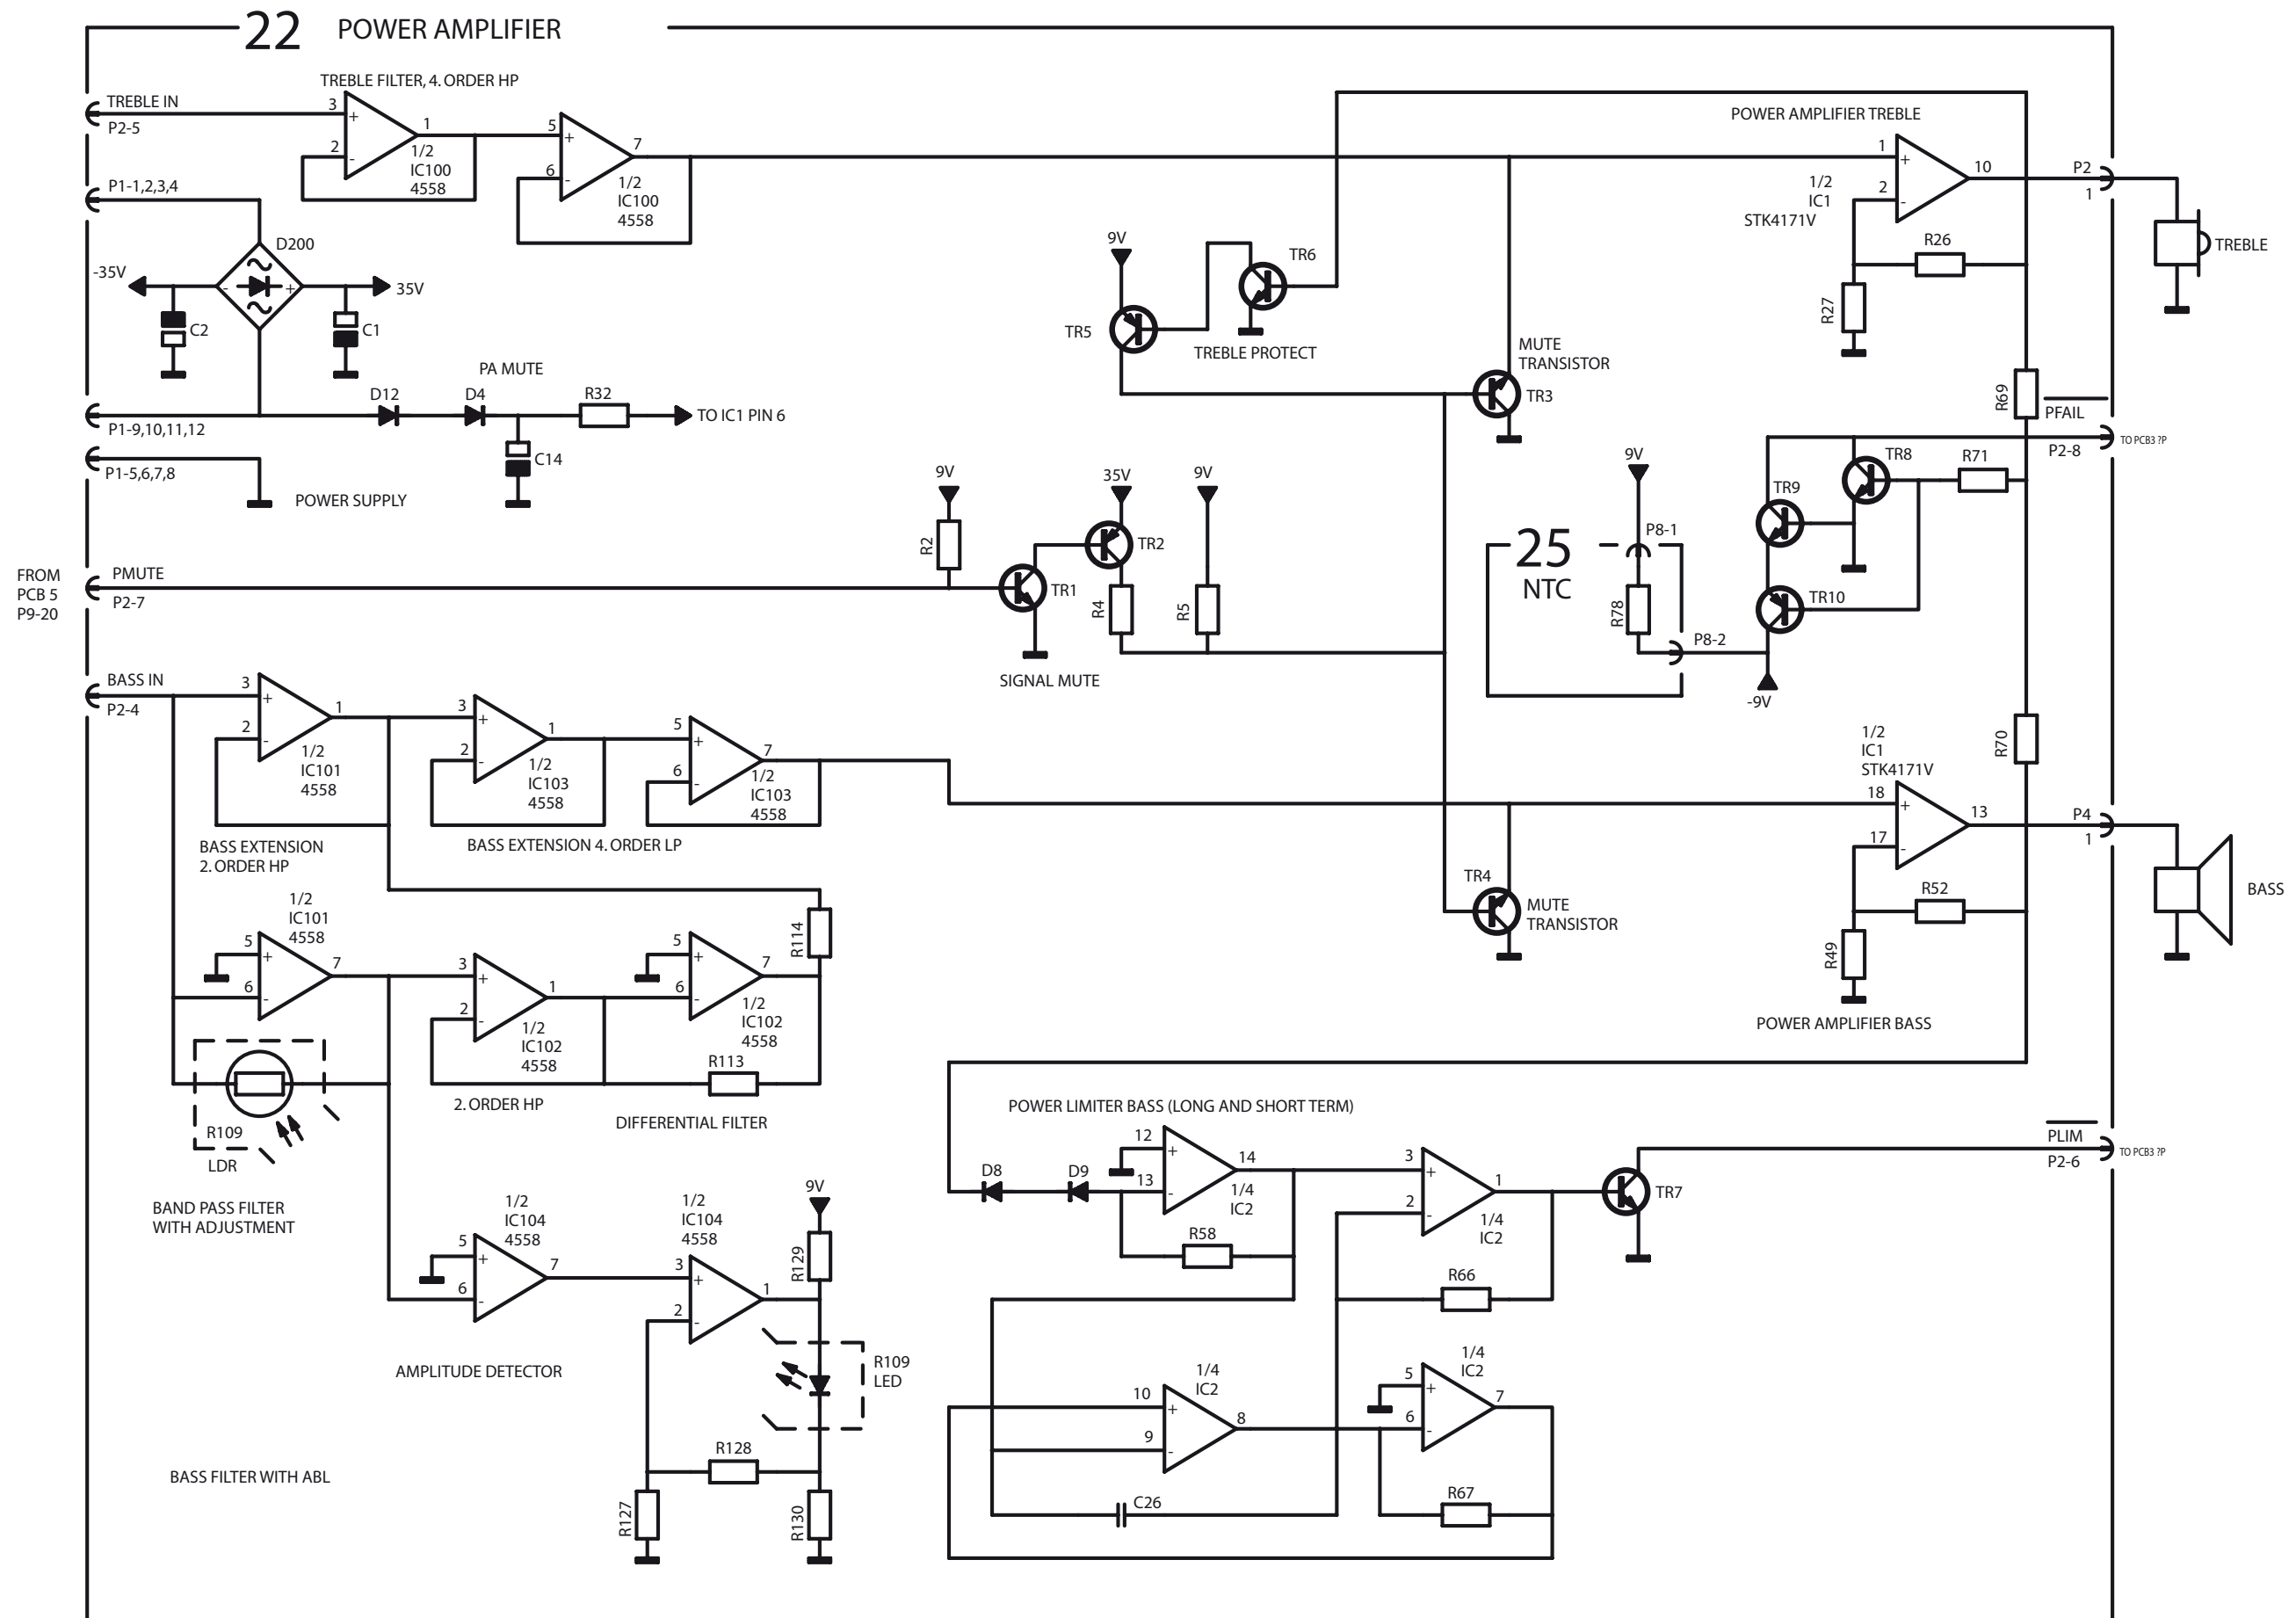 22 POWER AMPLIFIER
TREBLE FILTER, 4. ORDER HP
TREBLE IN
P2-5
3
+
2
-
1
1/2
IC100
4558
5
+
6
-
7
1/2
IC100
4558
POWER AMPLIFIER TREBLE
1
+
2
-
10
1/2
IC1
STK4171V
P2
1
TREBLE
R26
R27
P1-1,2,3,4
D200
-35V
-
+
35V
C2
C1
9V
TR6
TR5
TREBLE PROTECT
MUTE
TRANSISTOR
TR3
PA MUTE
D12
D4
R32
TO IC1 PIN 6
P1-9,10,11,12
C14
P1-5,6,7,8
POWER SUPPLY
R69
PFAIL
TO PCB3 ?P
P2-8
TR8
R71
TR9
TR10
9V
P8-1
25
NTC
R78
P8-2
-9V
9V
35V
9V
R2
TR2
TR1
R4
R5
FROM
PCB 5
P9-20
PMUTE
P2-7
SIGNAL MUTE
BASS IN
P2-4
3
+
2
-
1
1/2
IC101
4558
3
+
2
-
1
1/2
IC103
4558
5
+
6
-
7
1/2
IC103
4558
BASS EXTENSION
2. ORDER HP
BASS EXTENSION 4. ORDER LP
R70
1/2
IC1
STK4171V
18
+
17
-
13
P4
1
BASS
R52
R49
POWER AMPLIFIER BASS
TR4
MUTE
TRANSISTOR
1/2
IC101
4558
5
+
6
-
7
3
+
2
-
1
1/2
IC102
4558
5
+
6
-
7
1/2
IC102
4558
R114
R113
2. ORDER HP
DIFFERENTIAL FILTER
R109
LDR
BAND PASS FILTER
WITH ADJUSTMENT
1/2
IC104
4558
5
+
6
-
7
1/2
IC104
4558
3
+
2
-
1
9V
R129
R109
LED
AMPLITUDE DETECTOR
R128
R127
R130
BASS FILTER WITH ABL
POWER LIMITER BASS (LONG AND SHORT TERM)
D8
D9
12
+
13
-
14
1/4
IC2
R58
3
+
2
-
1
1/4
IC2
R66
TR7
PLIM
P2-6
TO PCB3 ?P
1/4
IC2
10
+
9
-
8
1/4
IC2
5
+
6
-
7
C26
R67